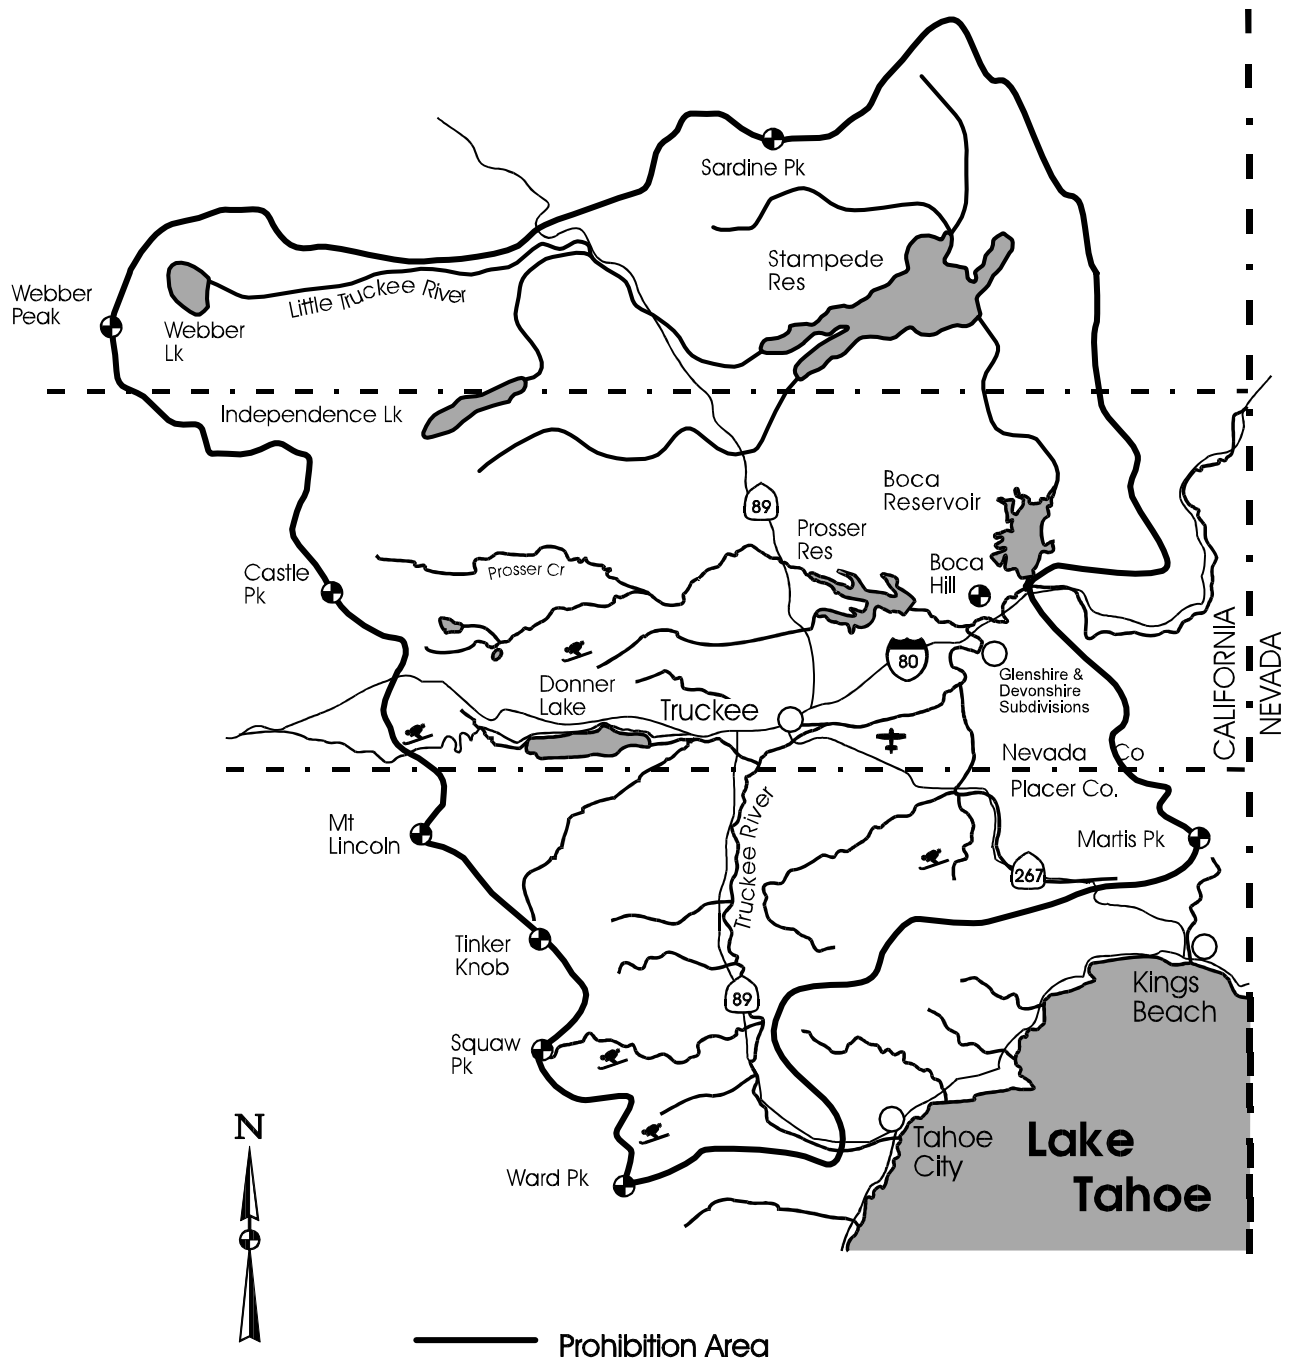 Sardine Pk
Stampede
Res
Webber
Peak
Little Truckee River
Webber
Lk
Independence Lk
Boca
Reservoir
89
Prosser
Res
Boca
Hill
Castle
Pk
Prosser Cr
CALIFORNIA
NEVADA
80
Glenshire &
Devonshire
Subdivisions
Donner
Lake
Truckee
Nevada Co
Placer Co.
Truckee River
Mt
Lincoln
Martis Pk
267
Tinker
Knob
89
Kings
Beach
Squaw
Pk
N
Tahoe
City
Lake
Tahoe
Ward Pk
Prohibition Area